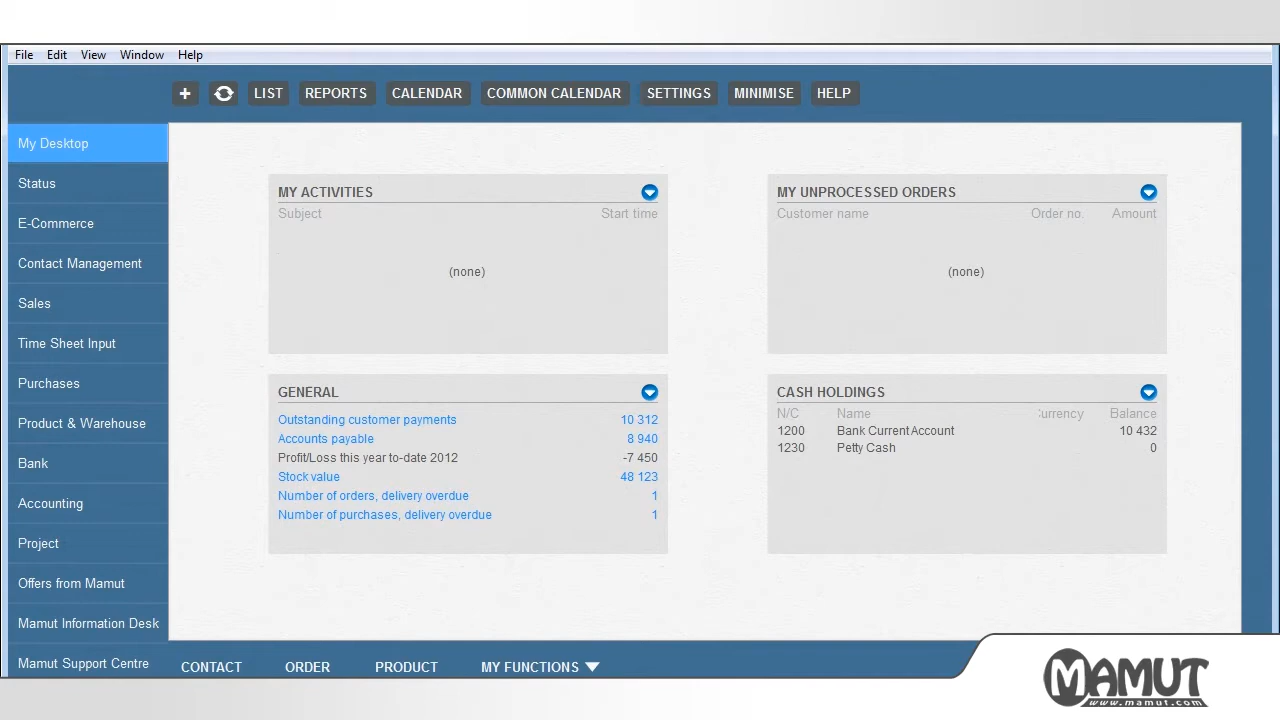 File Edit View Window Help
LIST REPORTS CALENDAR COMMON CALENDAR SETTINGS MINIMISE HELP
My Desktop
Status
E-Commerce
Contact Management
Sales
Time Sheet Input
Purchases
Product & Warehouse
Bank
Accounting
Project
Offers from Mamut
Mamut Information Desk
Mamut Support Centre
MY ACTIVITIES
Subject Start time
(none)
MY UNPROCESSED ORDERS
Customer name Order no. Amount
(none)
GENERAL
Outstanding customer payments 10 312
Accounts payable 8 940
Profit/Loss this year to-date 2012 -7 450
Stock value 48 123
Number of orders, delivery overdue 1
Number of purchases, delivery overdue 1
CASH HOLDINGS
N/C Name urrency Balance
1200 Bank Current Account 10 432
1230 Petty Cash 0
CONTACT ORDER PRODUCT MY FUNCTIONS
MAMUT
www.mamut.com